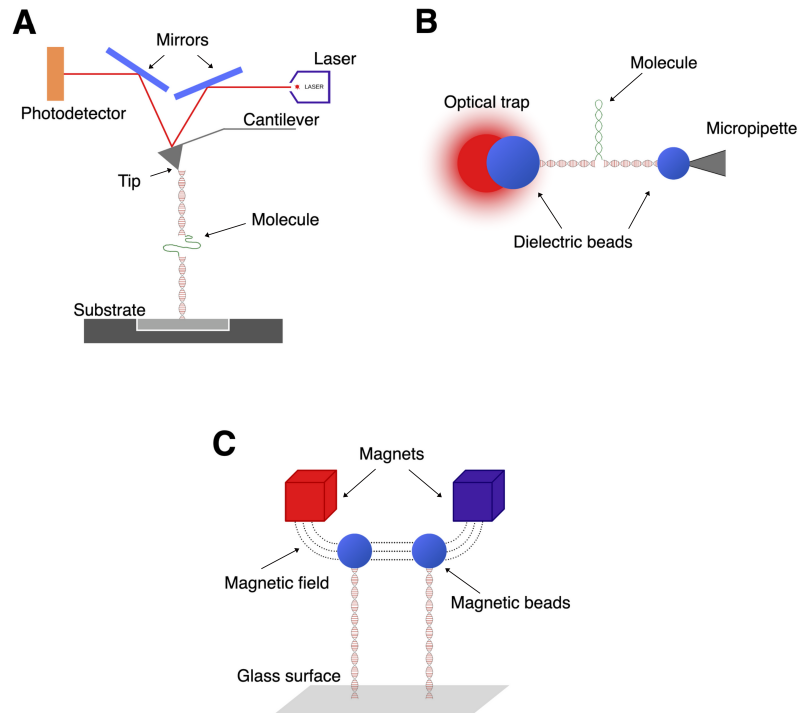 A
Mirrors
Laser
LASER
Photodetector
Cantilever
Tip
Molecule
Substrate
B
Molecule
Optical trap
Micropipette
Dielectric beads
C
Magnets
Magnetic field
Magnetic beads
Glass surface